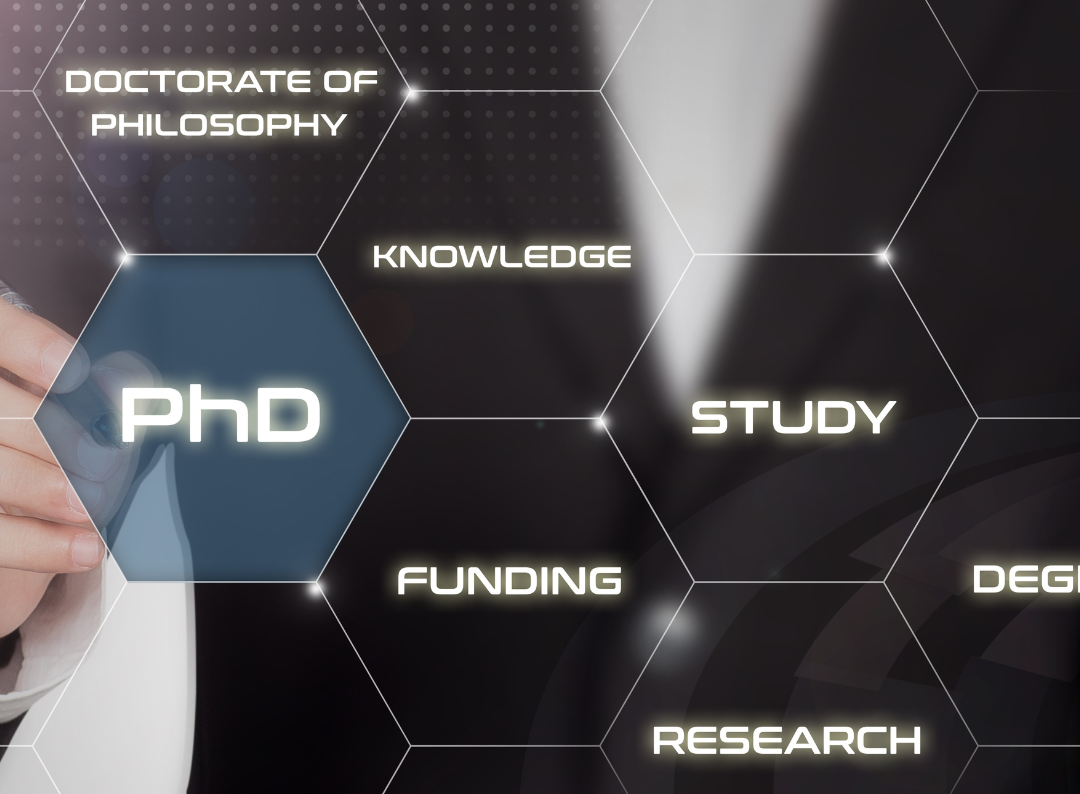 DOCTORATE OF
PHILOSOPHY
KNOWLEDGE
PhD
STUDY
FUNDING
RESEARCH